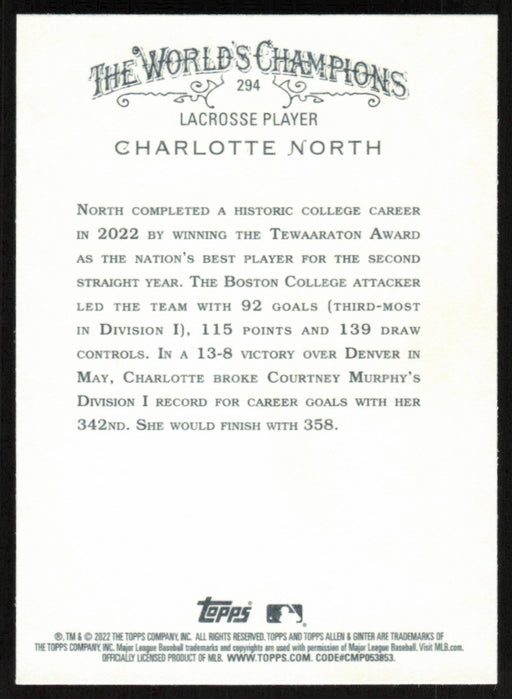 THE WORLD'S CHAMPIONS
294
LACROSSE PLAYER
CHARLOTTE NORTH
NORTH COMPLETED A HISTORIC COLLEGE CAREER
IN 2022 BY WINNING THE TEWAARATON AWARD
AS THE NATION'S BEST PLAYER FOR THE SECOND
STRAIGHT YEAR. THE BOSTON COLLEGE ATTACKER
LED THE TEAM WITH 92 GOALS (THIRD-MOST
IN DIVISION I), 115 POINTS AND 139 DRAW
CONTROLS. IN A 13-8 VICTORY OVER DENVER IN
MAY, CHARLOTTE BROKE COURTNEY MURPHY'S
DIVISION I RECORD FOR CAREER GOALS WITH HER
342ND. SHE WOULD FINISH WITH 358.
topps
®, TM & © 2022 THE TOPPS COMPANY, INC. ALL RIGHTS RESERVED. TOPPS AND TOPPS ALLEN & GINTER ARE TRADEMARKS OF
THE TOPPS COMPANY, INC. Major League Baseball trademarks and copyrights are used with permission of Major League Baseball. Visit MLB.com.
OFFICIALLY LICENSED PRODUCT OF MLB. WWW.TOPPS.COM. CODE#CMP053853.